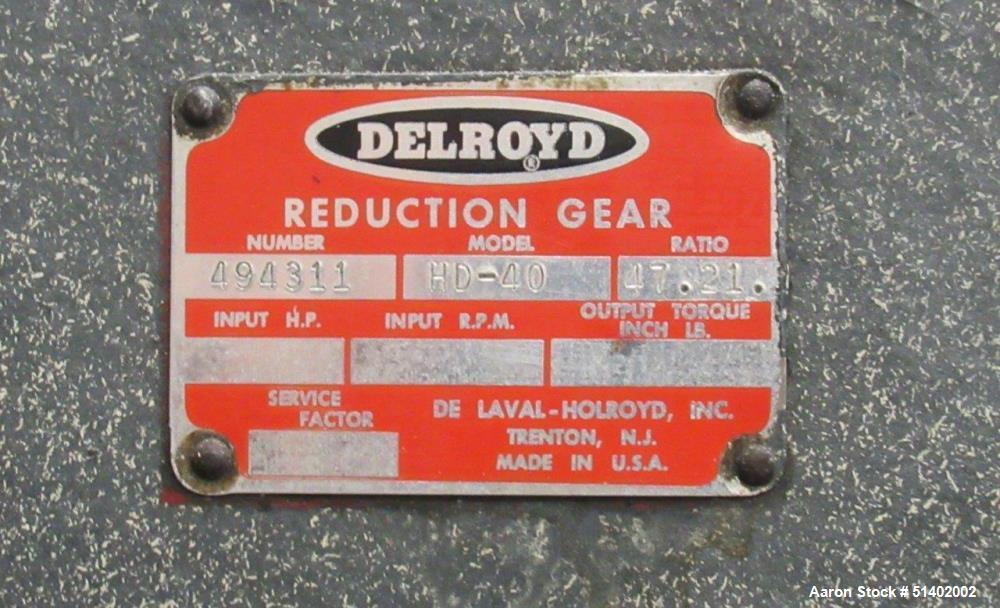 DELROYD®
REDUCTION GEAR
NUMBER MODEL RATIO
494311 HD-40 47.21.
INPUT H.P. INPUT R.P.M. OUTPUT TORQUE
INCH LB.
SERVICE
FACTOR
DE LAVAL-HOLROYD, INC.
TRENTON, N.J.
MADE IN U.S.A.
Aaron Stock # 51402002